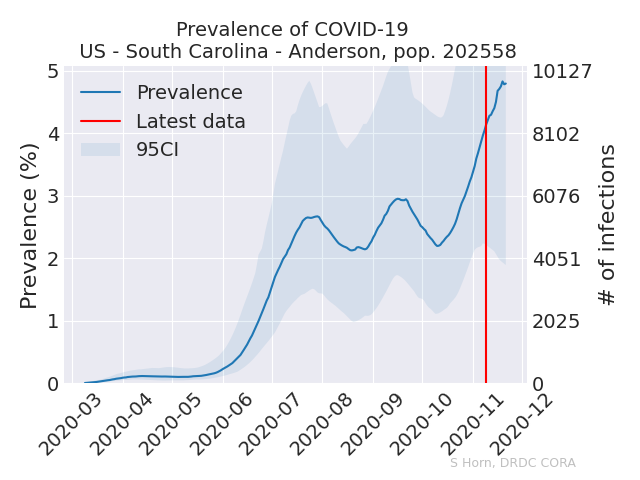 Prevalence of COVID-19
US - South Carolina - Anderson, pop. 202558
Prevalence
Latest data
95CI
Prevalence (%)
5
4
3
2
1
0
10127
8102
6076
4051
2025
0
# of infections
2020-03
2020-04
2020-05
2020-06
2020-07
2020-08
2020-09
2020-10
2020-11
2020-12
S Horn, DRDC CORA